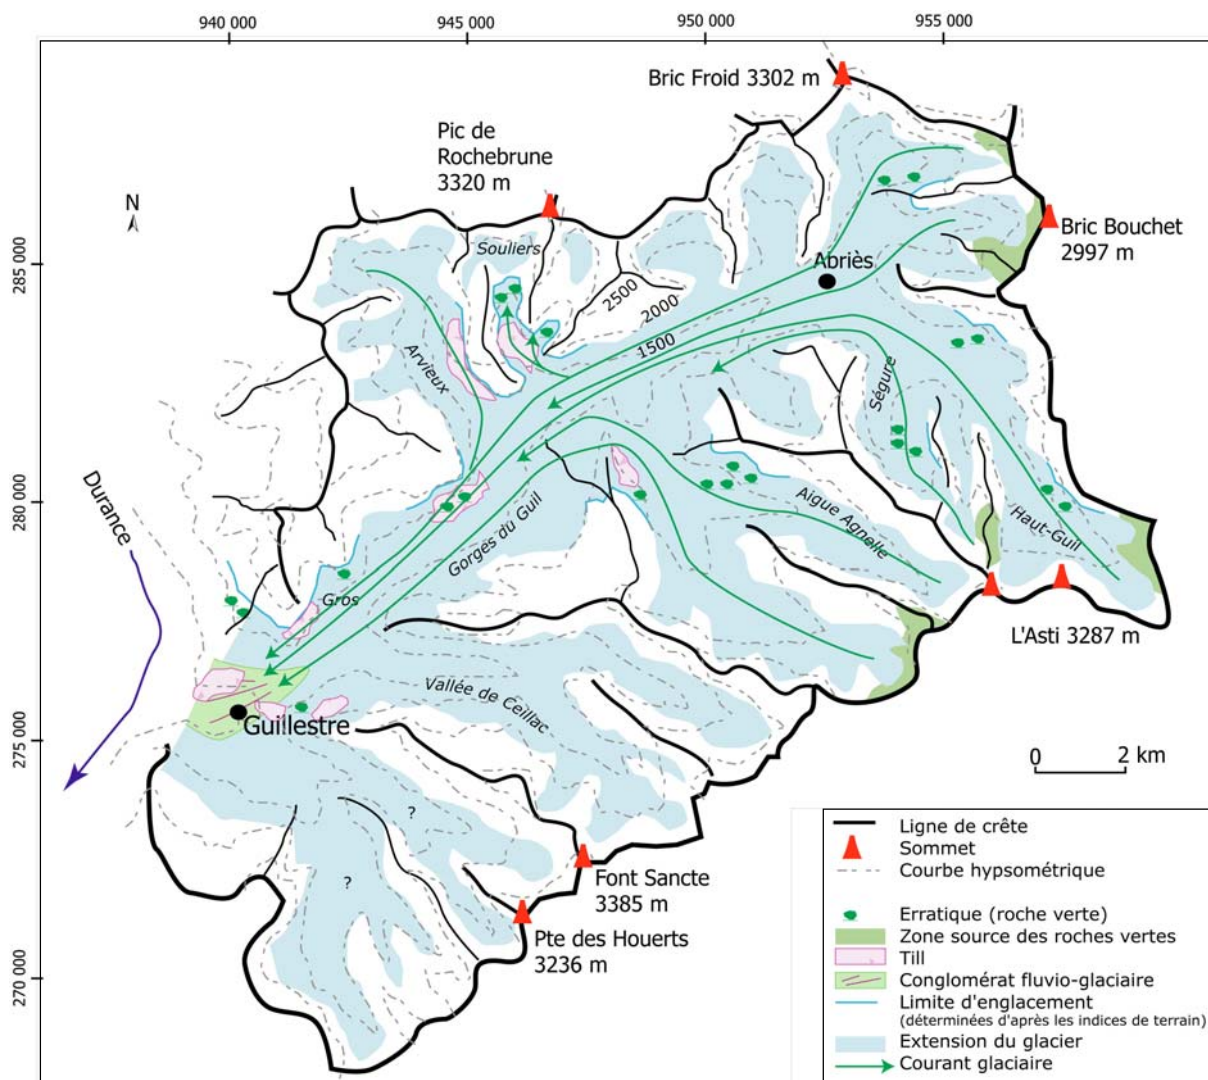 940 000
945 000
950 000
955 000
Bric Froid 3302 m
Pic de
Rochebrune
3320 m
N
Souliers
Bric Bouchet
2997 m
285 000
Abriès
2500
2000
1500
Arvieux
Ségure
Durance
280 000
Aigue Agnelle
Haut-Guil
Gorges du Guil
Gros
L'Asti 3287 m
Vallée de Ceillac
Guillestre
275 000
0 2 km
?
?
Font Sancte
3385 m
Pte des Houerts
3236 m
270 000
Ligne de crête
Sommet
Courbe hypsométrique
Erratique (roche verte)
Zone source des roches vertes
Till
Conglomérat fluvio-glaciaire
Limite d'englacement
(déterminées d'après les indices de terrain)
Extension du glacier
Courant glaciaire